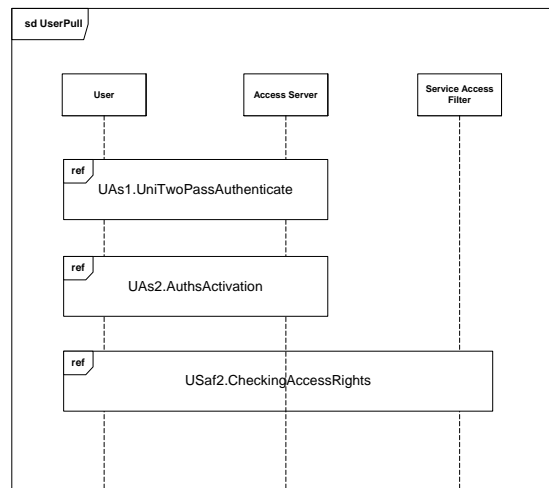 sd UserPull
User
Access Server
Service Access
Filter
ref
UAs1.UniTwoPassAuthenticate
ref
UAs2.AuthsActivation
ref
USaf2.CheckingAccessRights